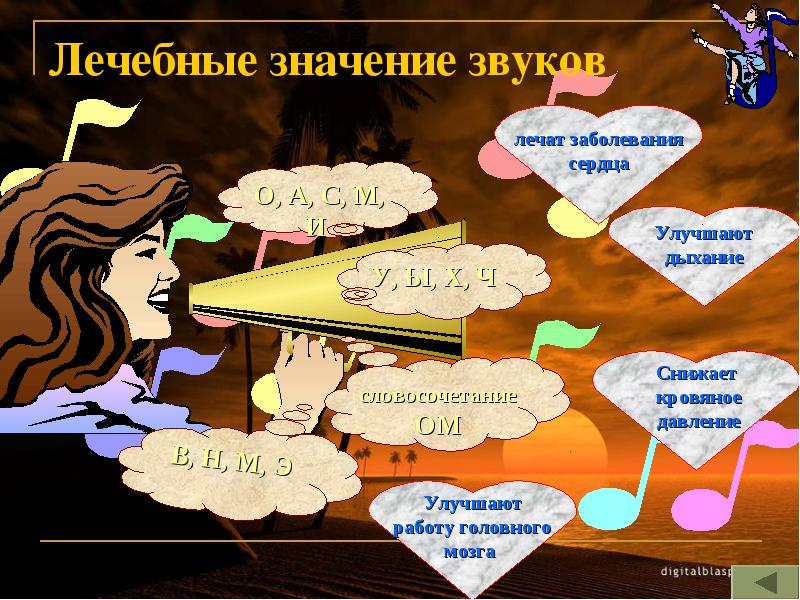 Лечебные значение звуков
лечат заболевания
сердца
О, А, С, М,
И
Улучшают
дыхание
У, Ы, Х, Ч
Снижает
кровяное
давление
словосочетание
ОМ
В, Н, М, Э
Улучшают
работу головного
мозга
digitalblasp